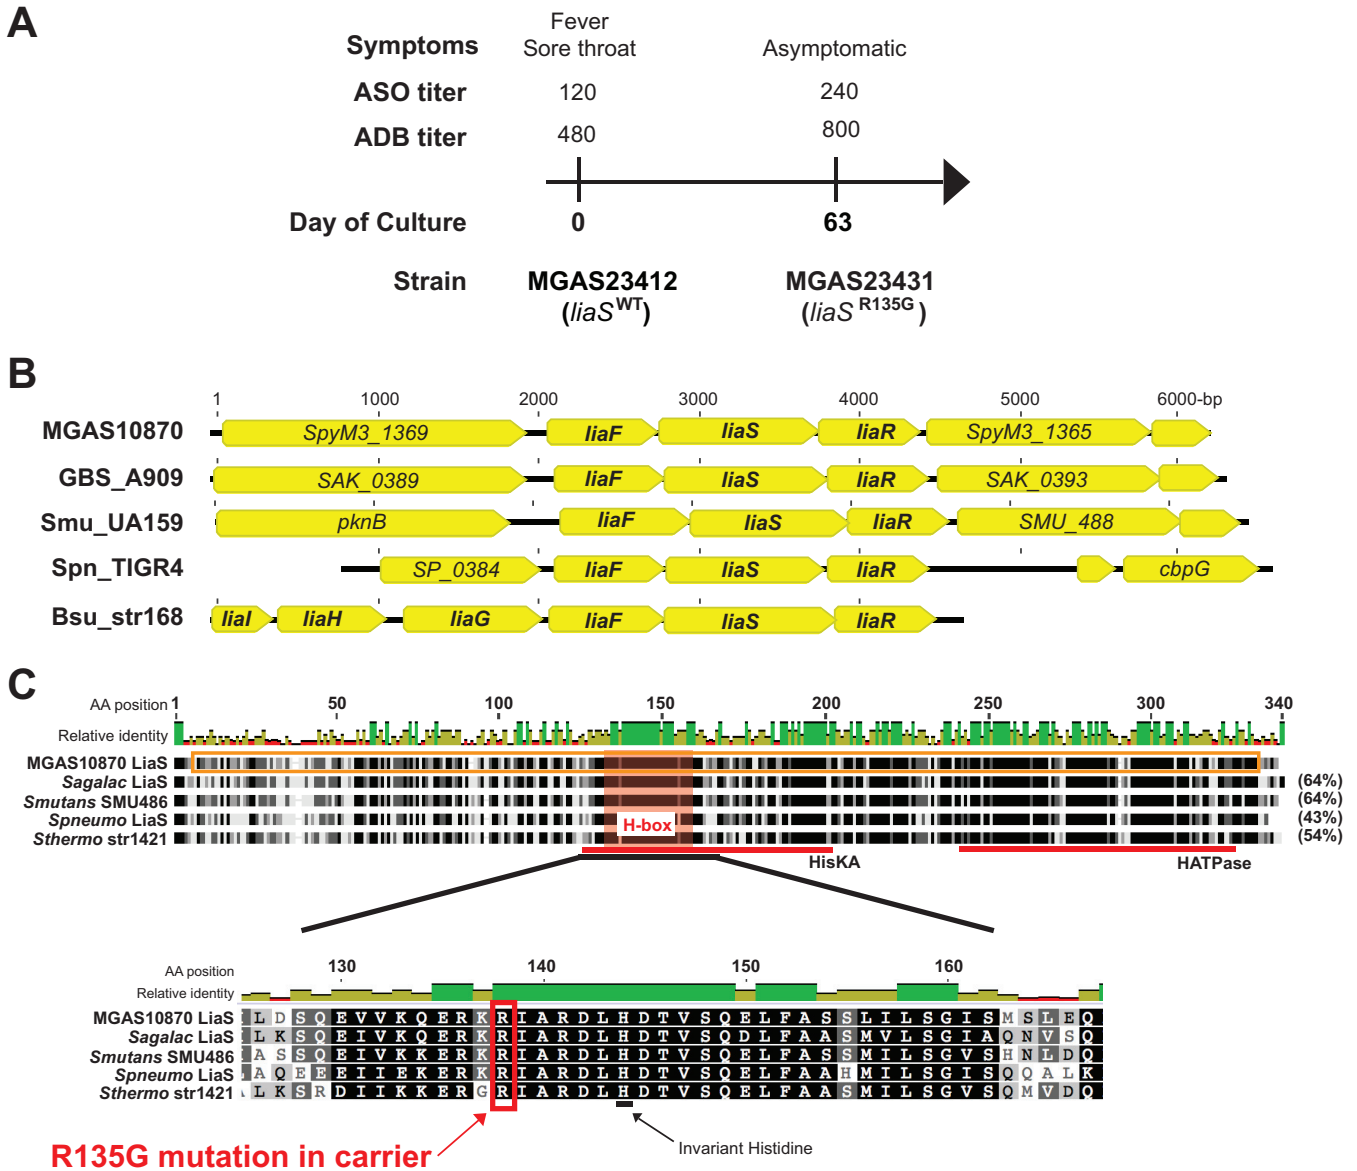 A
Fever
Symptoms Sore throat Asymptomatic
ASO titer 120 240
ADB titer 480 800
Day of Culture 0 63
Strain MGAS23412 MGAS23431
(liaS WT) (liaS R135G )
B
1 1000 2000 3000 4000 5000 6000-bp
MGAS10870 SpyM3_1369 liaF liaS liaR SpyM3_1365
GBS_A909 SAK_0389 liaF liaS liaR SAK_0393
Smu_UA159 pknB liaF liaS liaR SMU_488
Spn_TIGR4 SP_0384 liaF liaS liaR cbpG
Bsu_str168 liaI liaH liaG liaF liaS liaR
C
AA position 1 50 100 150 200 250 300 340
Relative identity
MGAS10870 LiaS
Sagalac LiaS (64%)
Smutans SMU486 (64%)
Spneumo LiaS H-box (43%)
Sthermo str1421 (54%)
HisKA HATPase
AA position 130 140 150 160
Relative identity
MGAS10870 LiaS L D S Q E V V K Q E R K R I A R D L H D T V S Q E L F A S S L I L S G I S M S L E Q
Sagalac LiaS L K S Q E I V K Q E R K R I A R D L H D T V S Q D L F A A S M V L S G I A Q N V S Q
Smutans SMU486 A S S Q E I V K K E R K R I A R D L H D T V S Q E L F A S S M I L S G V S H N L D Q
Spneumo LiaS A Q E E E I I E K E R K R I A R D L H D T V S Q E L F A A H M I L S G I S Q Q A L K
Sthermo str1421 L K S R D I I K K E R G R I A R D L H D T V S Q E L F A A S M I L S G V S Q M V D Q
R135G mutation in carrier
Invariant Histidine